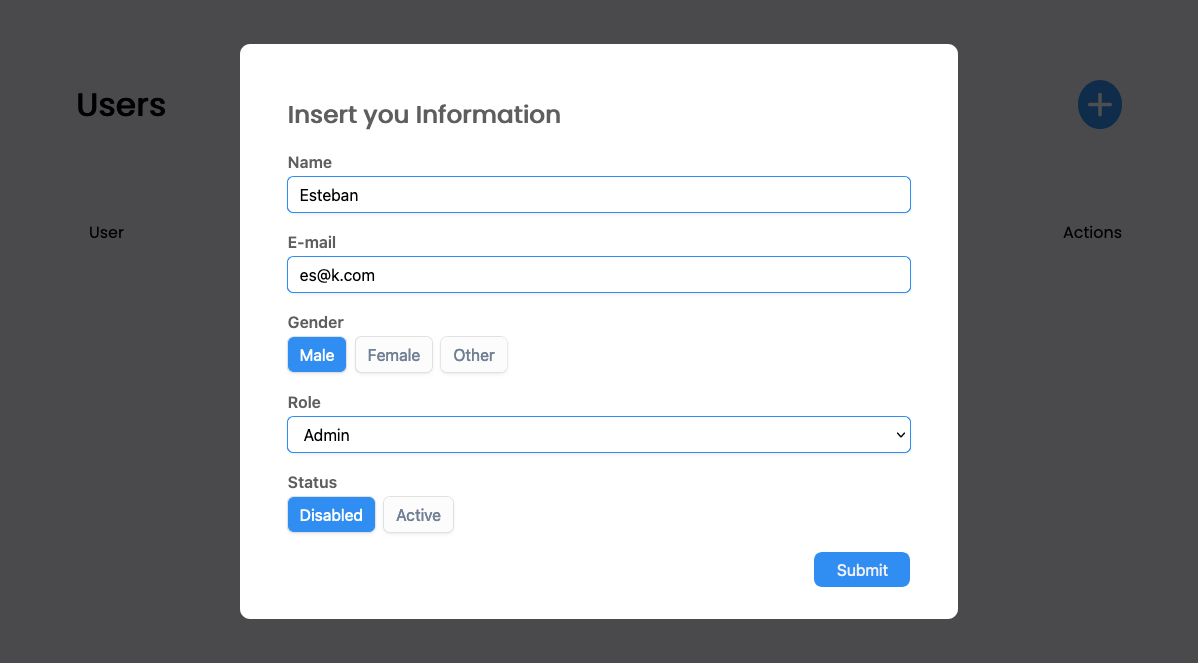 Users
Insert you Information
Name
Esteban
User
Actions
E-mail
es@k.com
Gender
Male Female Other
Role
Admin
Status
Disabled Active
Submit